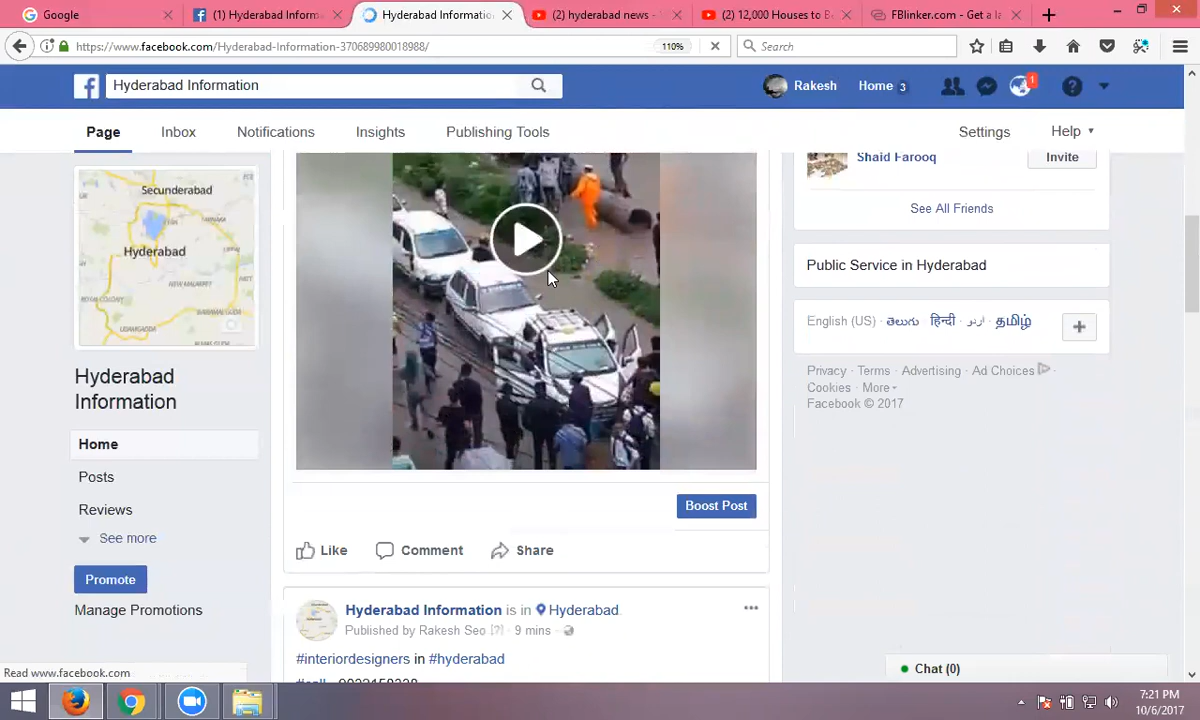 Google
(1) Hyderabad Inform
Hyderabad Informatio
(2) hyderabad news -
(2) 12,000 Houses to B
FBlinker.com - Get a la
https://www.facebook.com/Hyderabad-Information-370689980018988/
110%
Search
Hyderabad Information
Rakesh
Home 3
1
Page
Inbox
Notifications
Insights
Publishing Tools
Settings
Help
Secunderabad
Hyderabad
Hyderabad
Information
Home
Posts
Reviews
See more
Promote
Manage Promotions
Shaid Farooq
Invite
See All Friends
Public Service in Hyderabad
English (US) · తెలుగు · हिन्दी · اردو · தமிழ்
Privacy · Terms · Advertising · Ad Choices ·
Cookies · More
Facebook © 2017
Boost Post
Like
Comment
Share
Hyderabad Information is in Hyderabad.
Published by Rakesh Seo [?] · 9 mins ·
#interiordesigners in #hyderabad
Read www.facebook.com
Chat (0)
7:21 PM
10/6/2017